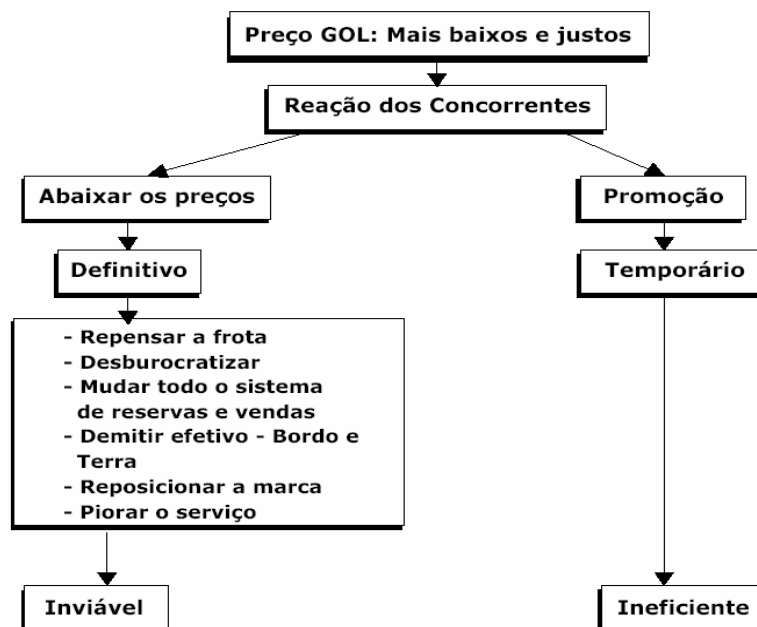 Preço GOL: Mais baixos e justos
Reação dos Concorrentes
Abaixar os preços
Promoção
Definitivo
Temporário
- Repensar a frota
- Desburocratizar
- Mudar todo o sistema
de reservas e vendas
- Demitir efetivo - Bordo e
Terra
- Reposicionar a marca
- Piorar o serviço
Inviável
Ineficiente